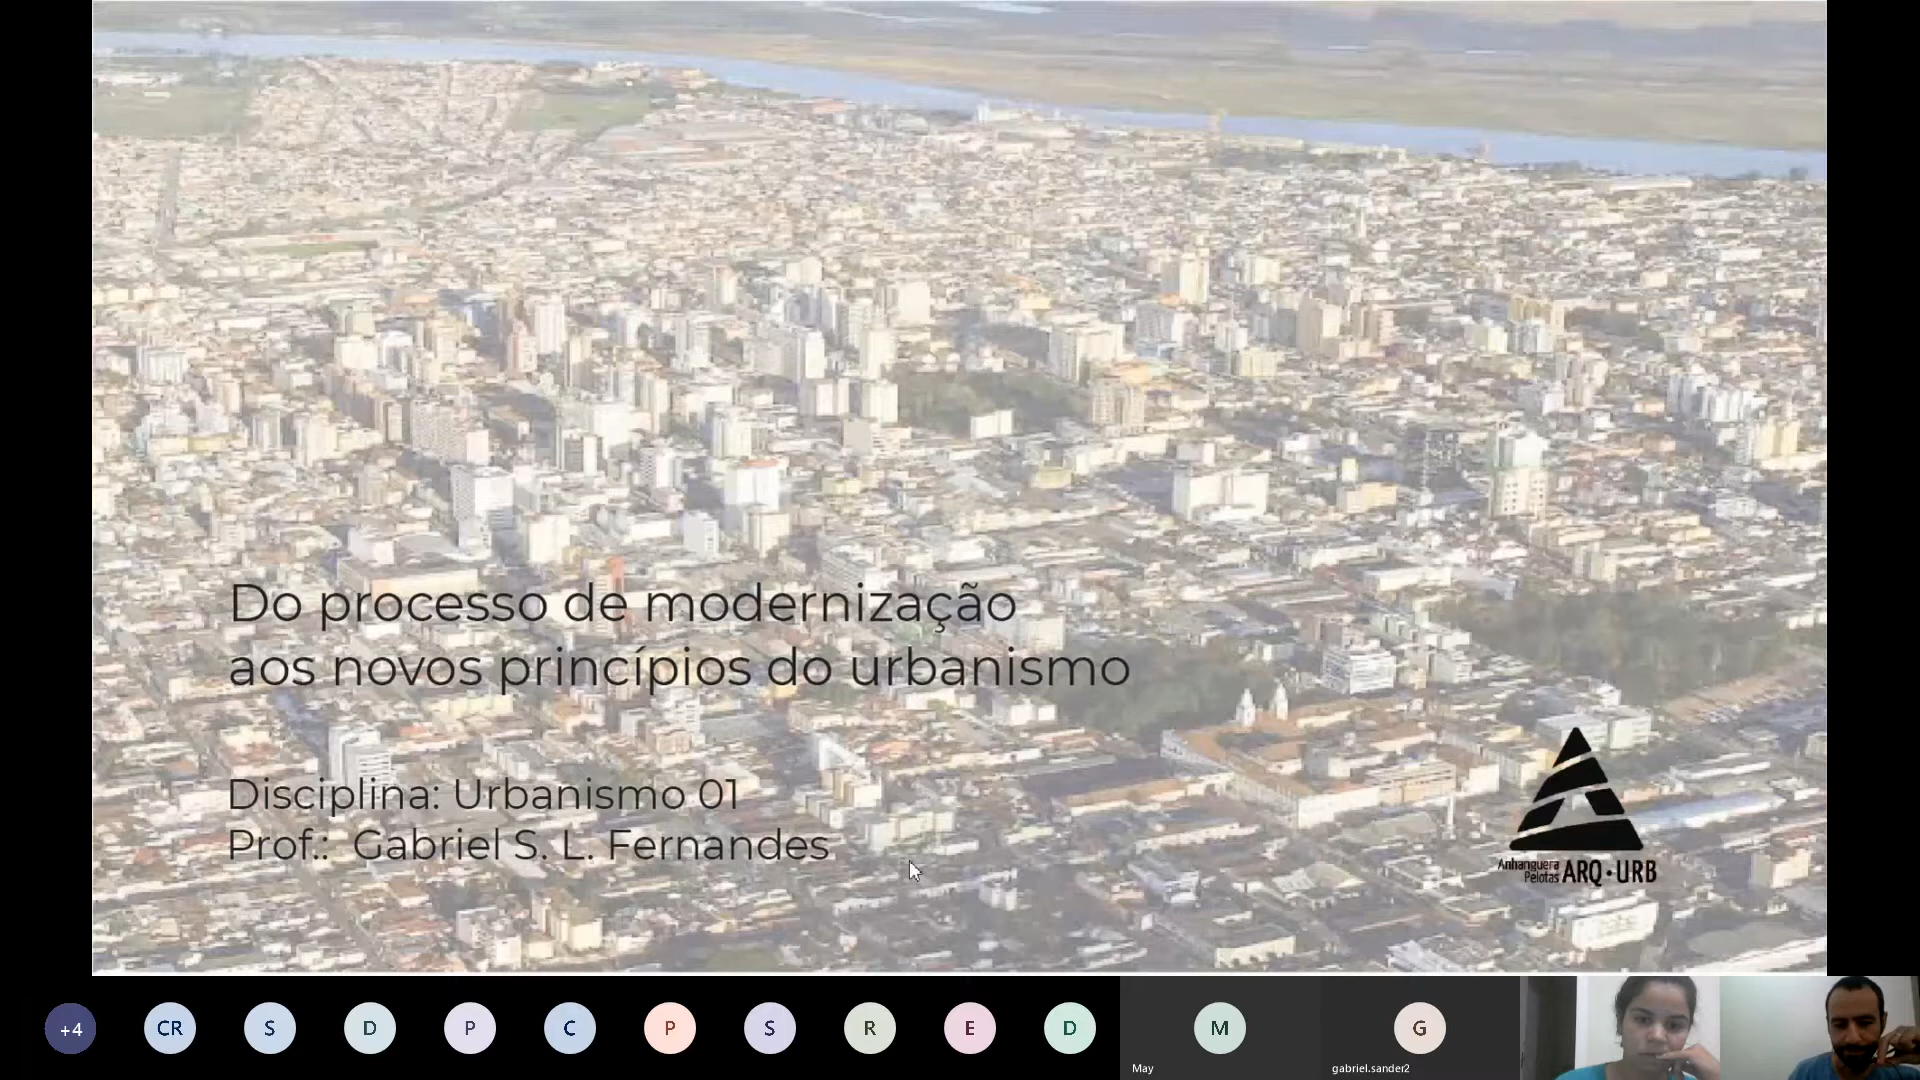 Do processo de modernização
aos novos princípios do urbanismo
Disciplina: Urbanismo 01
Prof.: Gabriel S. L. Fernandes
Anhanguera
Pelotas ARQ•URB
+4
CR
S
D
P
C
P
S
R
E
D
M
May
G
gabriel.sander2